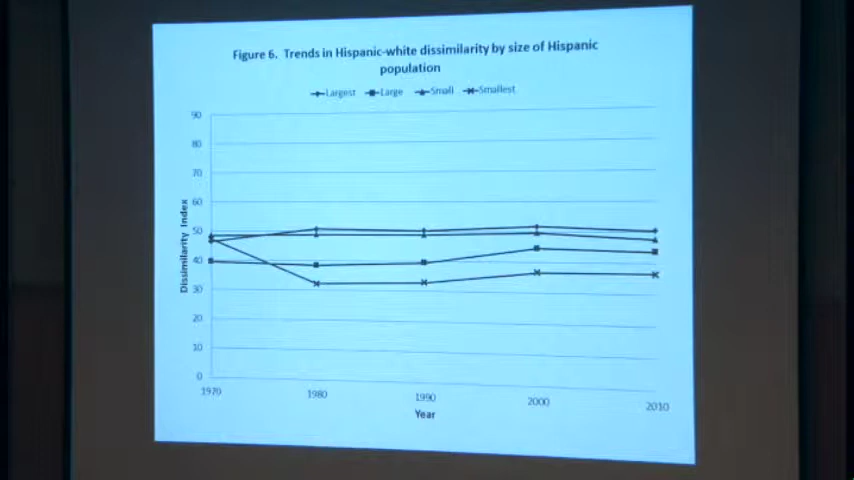 Figure 6. Trends in Hispanic-white dissimilarity by size of Hispanic
population
Largest Large Small Smallest
90
80
70
60
50
40
30
20
10
0
Dissimilarity Index
1970 1980 1990 2000 2010
Year